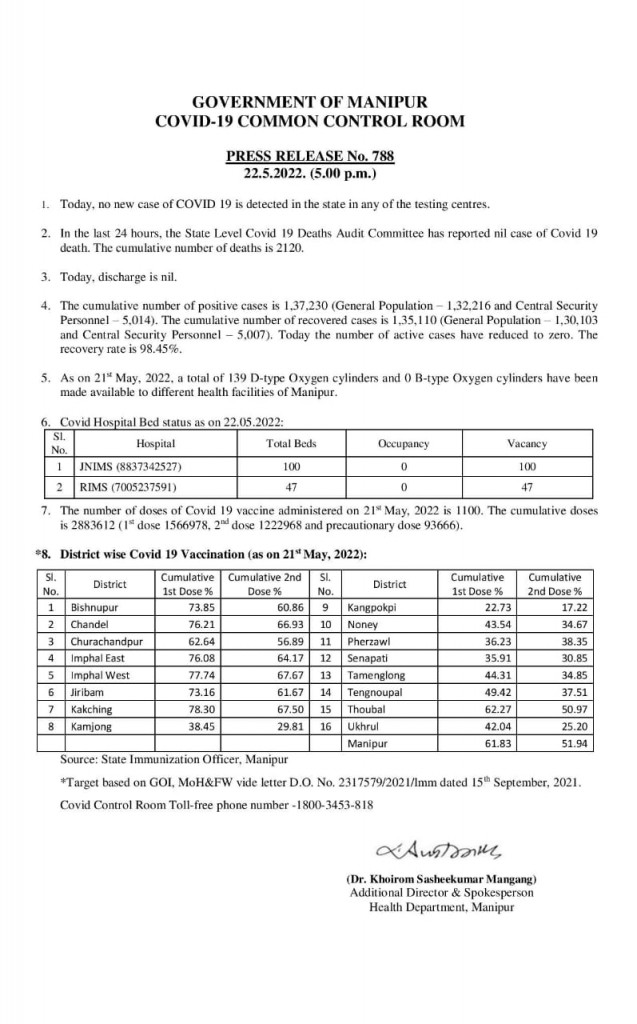 GOVERNMENT OF MANIPUR
COVID-19 COMMON CONTROL ROOM
PRESS RELEASE No. 788
22.5.2022. (5.00 p.m.)
1. Today, no new case of COVID 19 is detected in the state in any of the testing centres.
2. In the last 24 hours, the State Level Covid 19 Deaths Audit Committee has reported nil case of Covid 19
death. The cumulative number of deaths is 2120.
3. Today, discharge is nil.
4. The cumulative number of positive cases is 1,37,230 (General Population – 1,32,216 and Central Security
Personnel – 5,014). The cumulative number of recovered cases is 1,35,110 (General Population – 1,30,103
and Central Security Personnel – 5,007). Today the number of active cases have reduced to zero. The
recovery rate is 98.45%.
5. As on 21st May, 2022, a total of 139 D-type Oxygen cylinders and 0 B-type Oxygen cylinders have been
made available to different health facilities of Manipur.
6. Covid Hospital Bed status as on 22.05.2022:
Sl. No. Hospital Total Beds Occupancy Vacancy
1 JNIMS (8837342527) 100 0 100
2 RIMS (7005237591) 47 0 47
7. The number of doses of Covid 19 vaccine administered on 21st May, 2022 is 1100. The cumulative doses
is 2883612 (1st dose 1566978, 2nd dose 1222968 and precautionary dose 93666).
*8. District wise Covid 19 Vaccination (as on 21st May, 2022):
Sl. No. District Cumulative 1st Dose % Cumulative 2nd Dose % Sl. No. District Cumulative 1st Dose % Cumulative 2nd Dose %
1 Bishnupur 73.85 60.86 9 Kangpokpi 22.73 17.22
2 Chandel 76.21 66.93 10 Noney 43.54 34.67
3 Churachandpur 62.64 56.89 11 Pherzawl 36.23 38.35
4 Imphal East 76.08 64.17 12 Senapati 35.91 30.85
5 Imphal West 77.74 67.67 13 Tamenglong 44.31 34.85
6 Jiribam 73.16 61.67 14 Tengnoupal 49.42 37.51
7 Kakching 78.30 67.50 15 Thoubal 62.27 50.97
8 Kamjong 38.45 29.81 16 Ukhrul 42.04 25.20
Manipur 61.83 51.94
Source: State Immunization Officer, Manipur
*Target based on GOI, MoH&FW vide letter D.O. No. 2317579/2021/Imm dated 15th September, 2021.
Covid Control Room Toll-free phone number -1800-3453-818
(Dr. Khoirom Sasheekumar Mangang)
Additional Director & Spokesperson
Health Department, Manipur